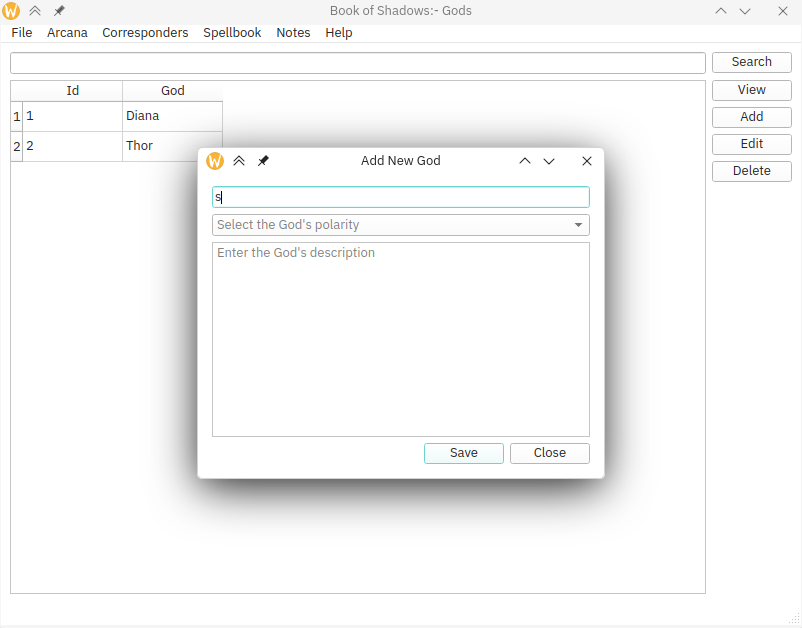 Book of Shadows:- Gods
File Arcana Corresponders Spellbook Notes Help
Search
Id God
1 1 Diana
2 2 Thor
View
Add
Edit
Delete
Add New God
s
Select the God's polarity
Enter the God's description
Save Close